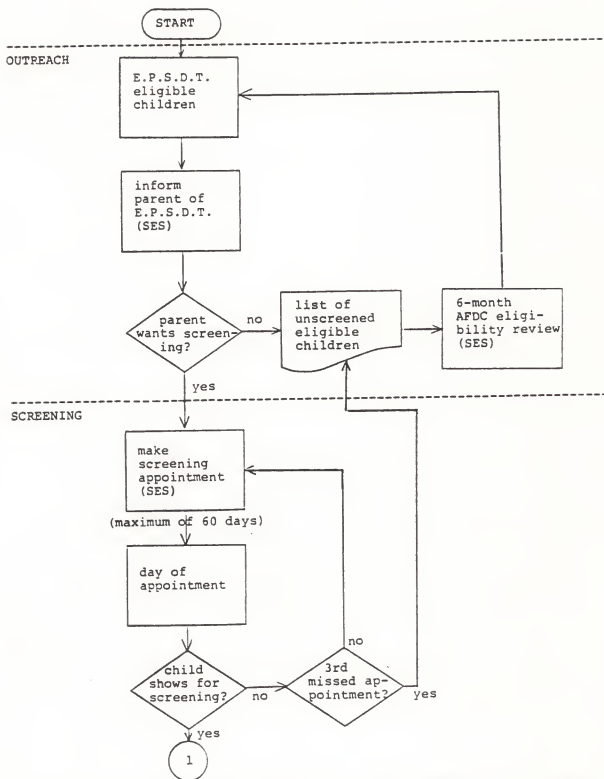 START
OUTREACH
E.P.S.D.T.
eligible
children
inform
parent of
E.P.S.D.T.
(SES)
parent
wants screen-
ing?
no
list of
unscreened
eligible
children
6-month
AFDC eligi-
bility review
(SES)
yes
SCREENING
make
screening
appointment
(SES)
(maximum of 60 days)
day of
appointment
child
shows for
screening?
no
3rd
missed ap-
pointment?
no
yes
yes
1